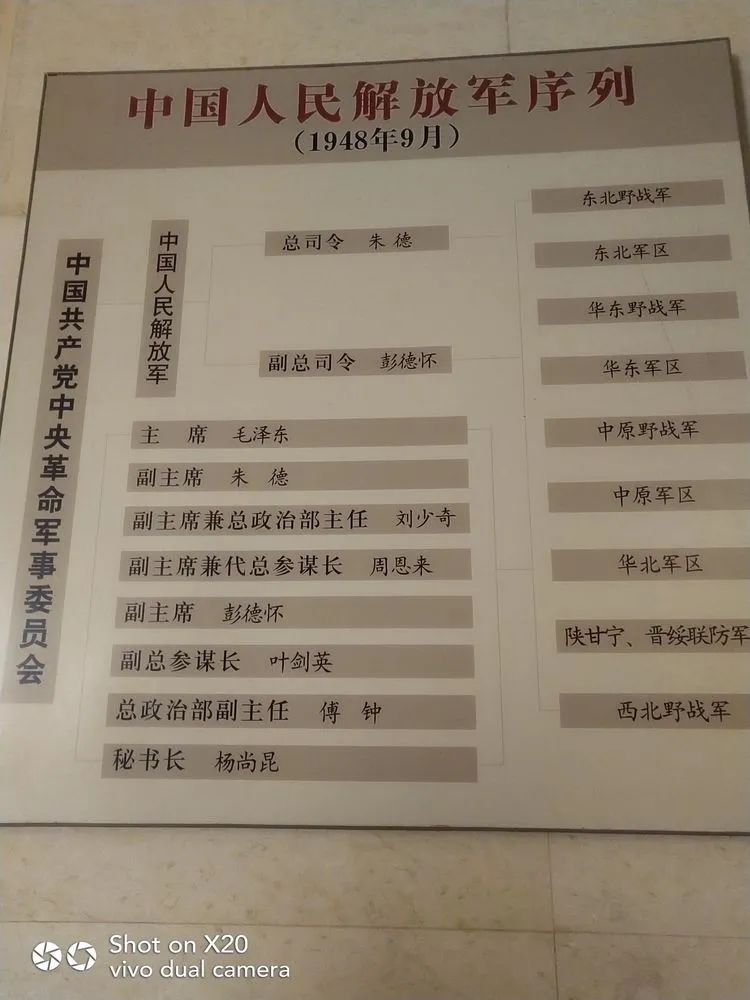 中国人民解放军序列
(1948年9月)
中国共产党中央革命军事委员会
中国人民解放军
总司令 朱 德
副总司令 彭德怀
主 席 毛泽东
副主席 朱 德
副主席兼总政治部主任 刘少奇
副主席兼代总参谋长 周恩来
副主席 彭德怀
副总参谋长 叶剑英
总政治部副主任 傅 钟
秘书长 杨尚昆
东北野战军
东北军区
华东野战军
华东军区
中原野战军
中原军区
华北军区
陕甘宁、晋绥联防军
西北野战军
Shot on X20
vivo dual camera